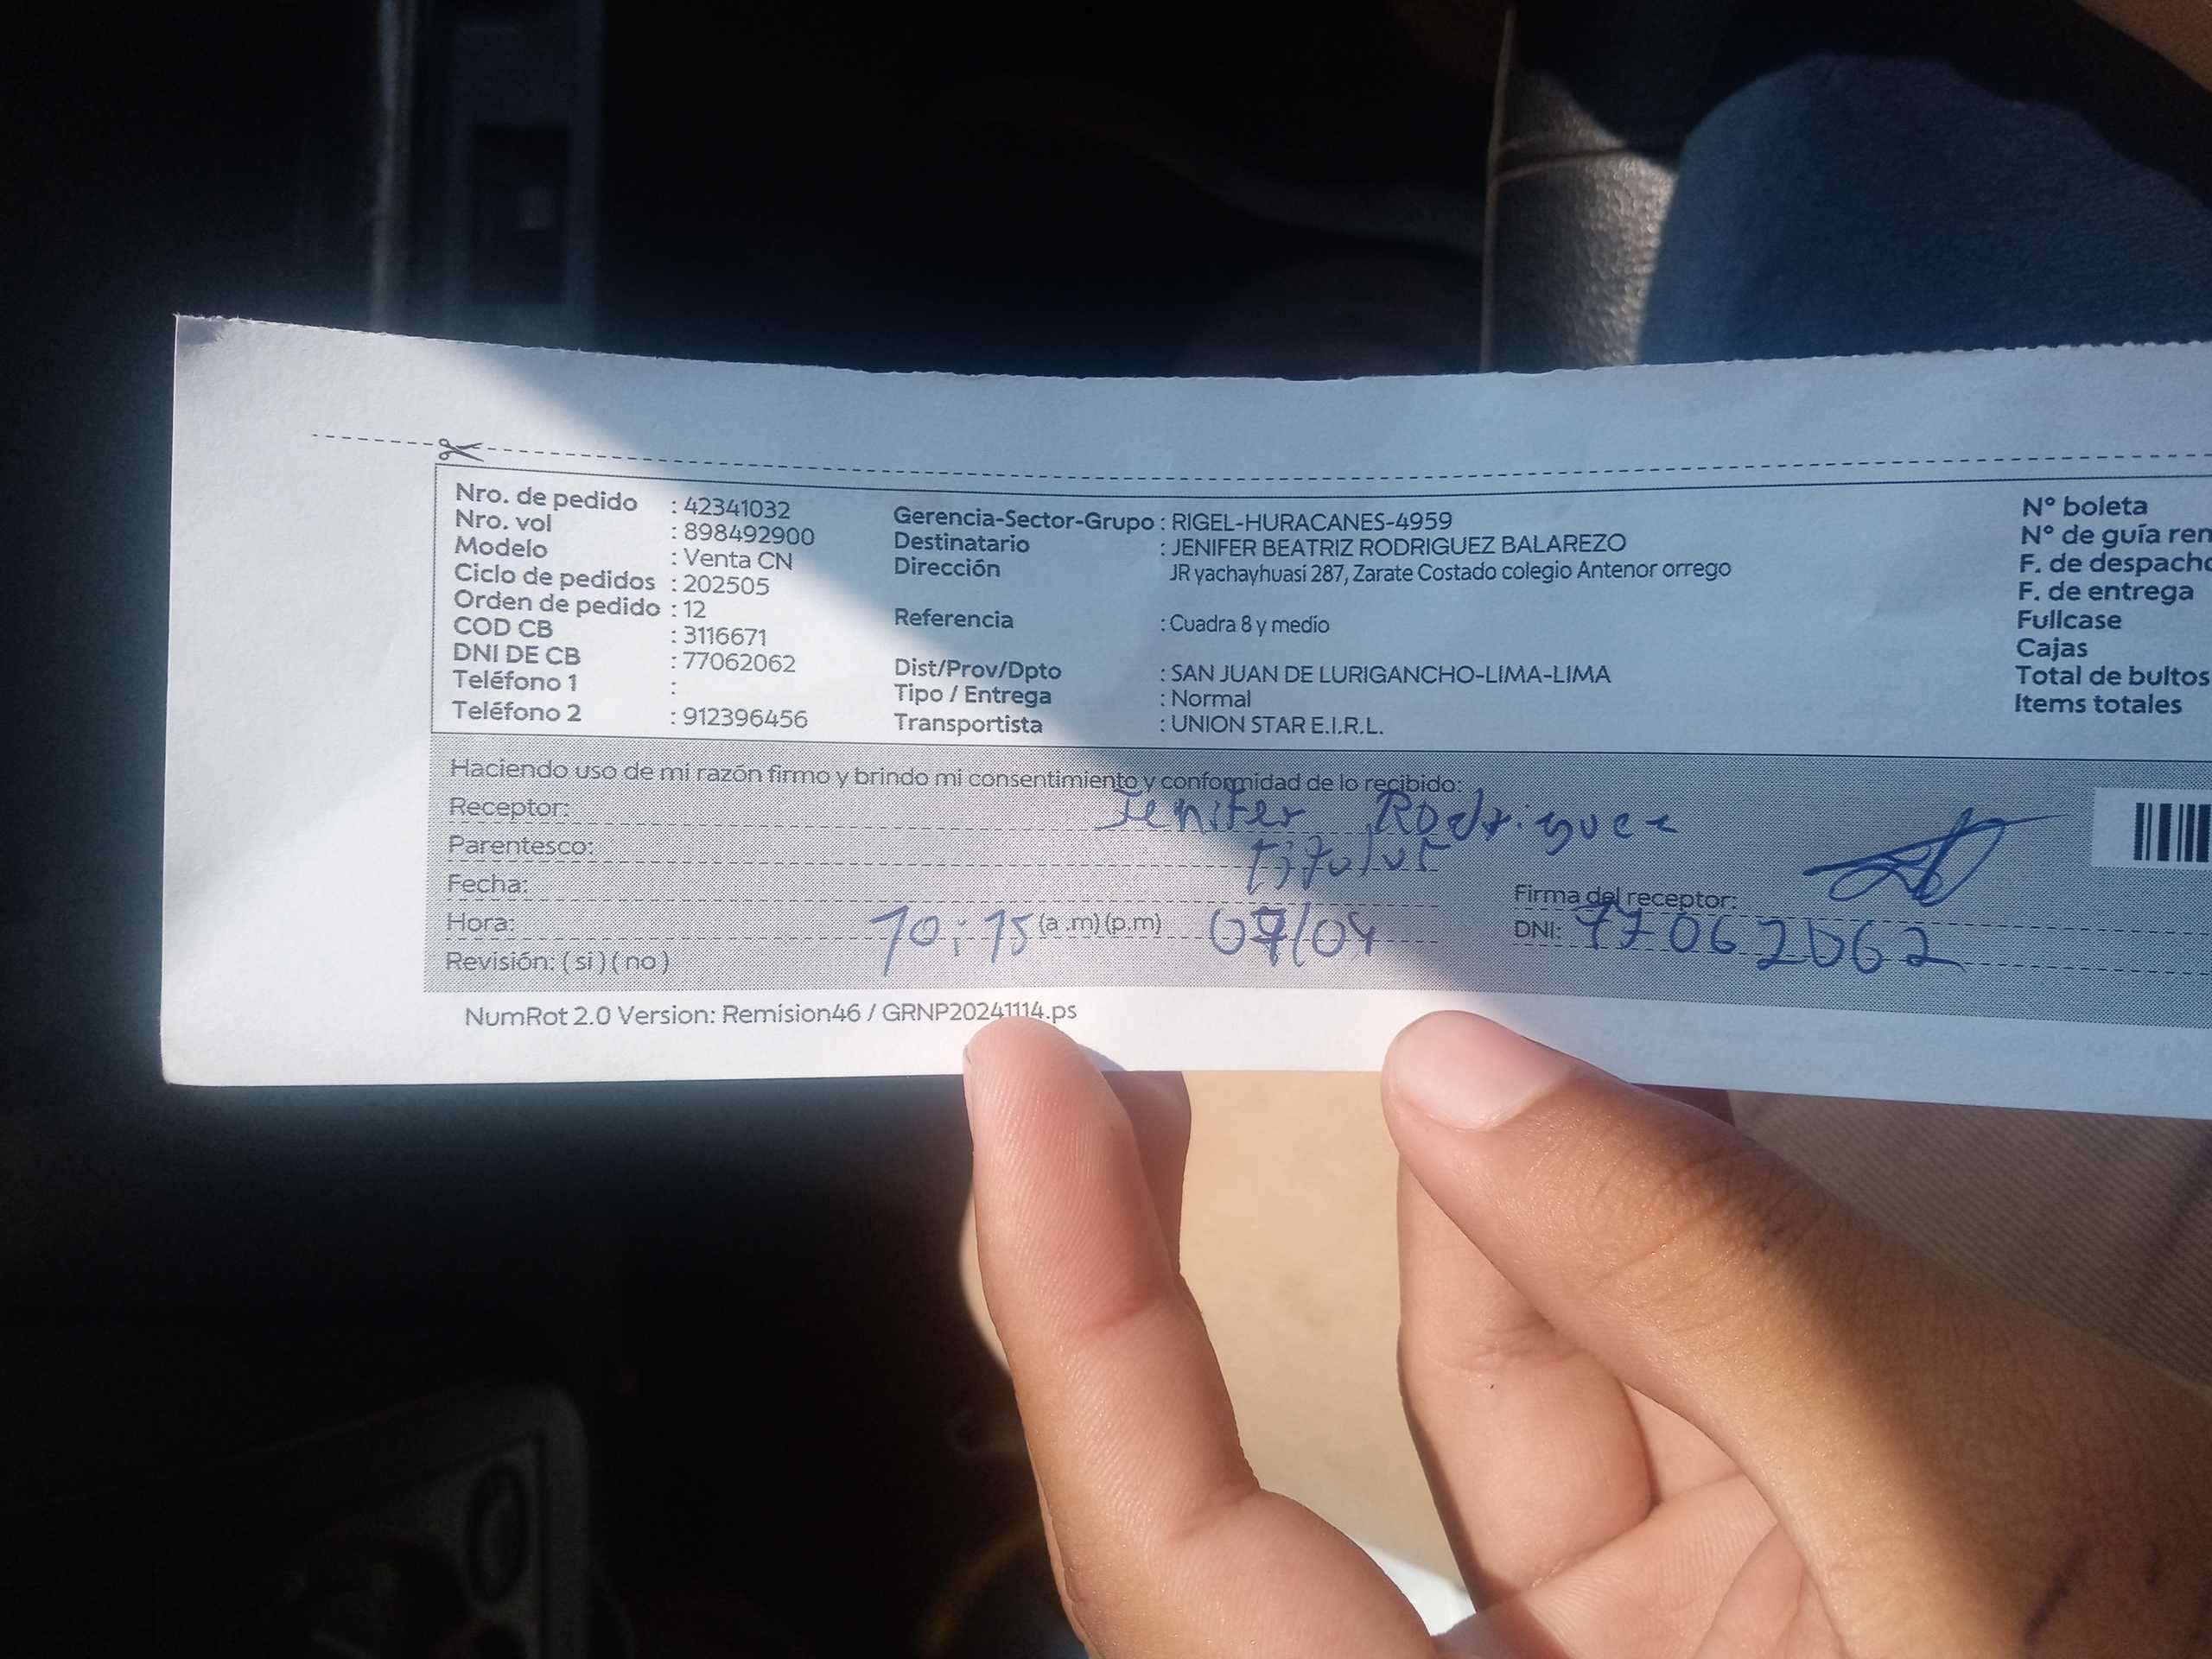 Nro. de pedido : 42341032
Nro. vol : 898492900
Modelo : Venta CN
Ciclo de pedidos : 202505
Orden de pedido : 12
COD CB : 3116671
DNI DE CB : 77062062
Teléfono 1 :
Teléfono 2 : 912396456
Gerencia-Sector-Grupo : RIGEL-HURACANES-4959
Destinatario : JENIFER BEATRIZ RODRIGUEZ BALAREZO
Dirección JR yachayhuasi 287, Zarate Costado colegio Antenor orrego
Referencia : Cuadra 8 y medio
Dist/Prov/Dpto : SAN JUAN DE LURIGANCHO-LIMA-LIMA
Tipo / Entrega : Normal
Transportista : UNION STAR E.I.R.L.
N° boleta
N° de guía rem
F. de despacho
F. de entrega
Fullcase
Cajas
Total de bultos
Items totales
Haciendo uso de mi razón firmo y brindo mi consentimiento y conformidad de lo recibido:
Receptor: Jenifer Rodriguez
Parentesco: titular
Fecha:
Hora: 10:15 (a .m) (p.m) 07/04
Revisión: ( si ) ( no )
Firma del receptor:
DNI: 77062062
NumRot 2.0 Version: Remision46 / GRNP20241114.ps